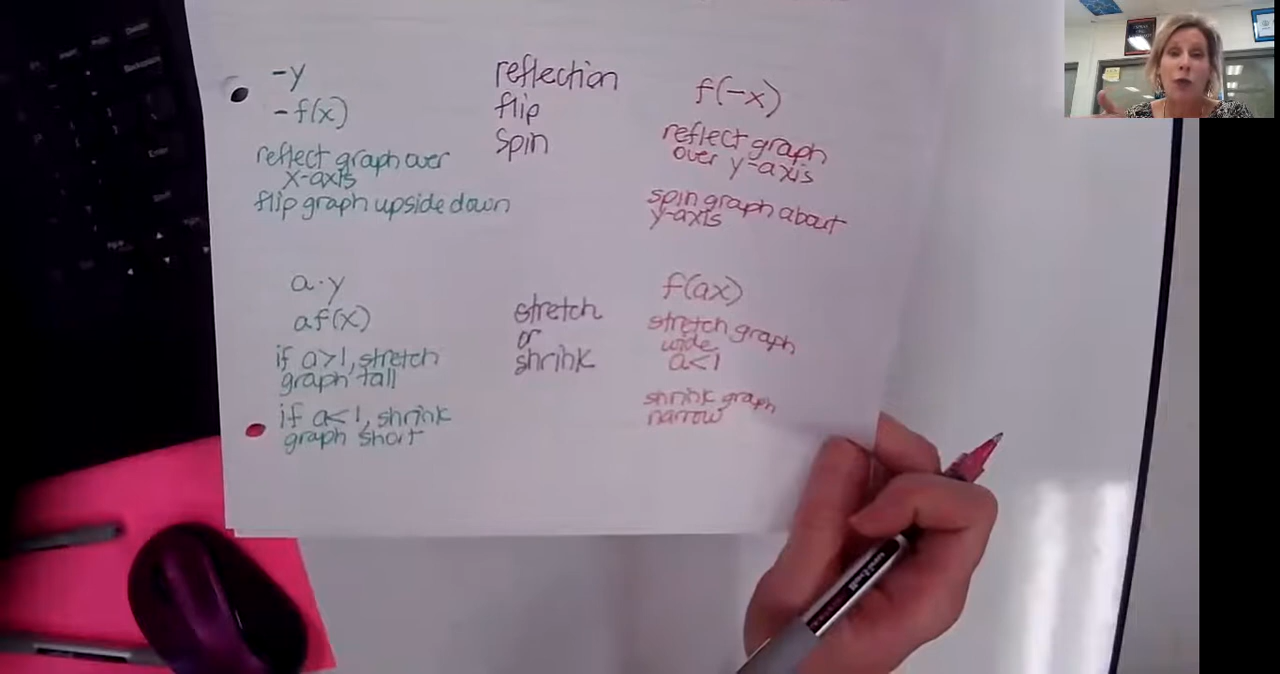 -y
-f(x)
reflect graph over
x-axis
flip graph upside down
reflection
flip
spin
f(-x)
reflect graph
over y-axis
spin graph about
y-axis
a·y
af(x)
if a>1, stretch
graph tall
if a<1, shrink
graph short
stretch
or
shrink
f(ax)
stretch graph
wide
a<1
shrink graph
narrow